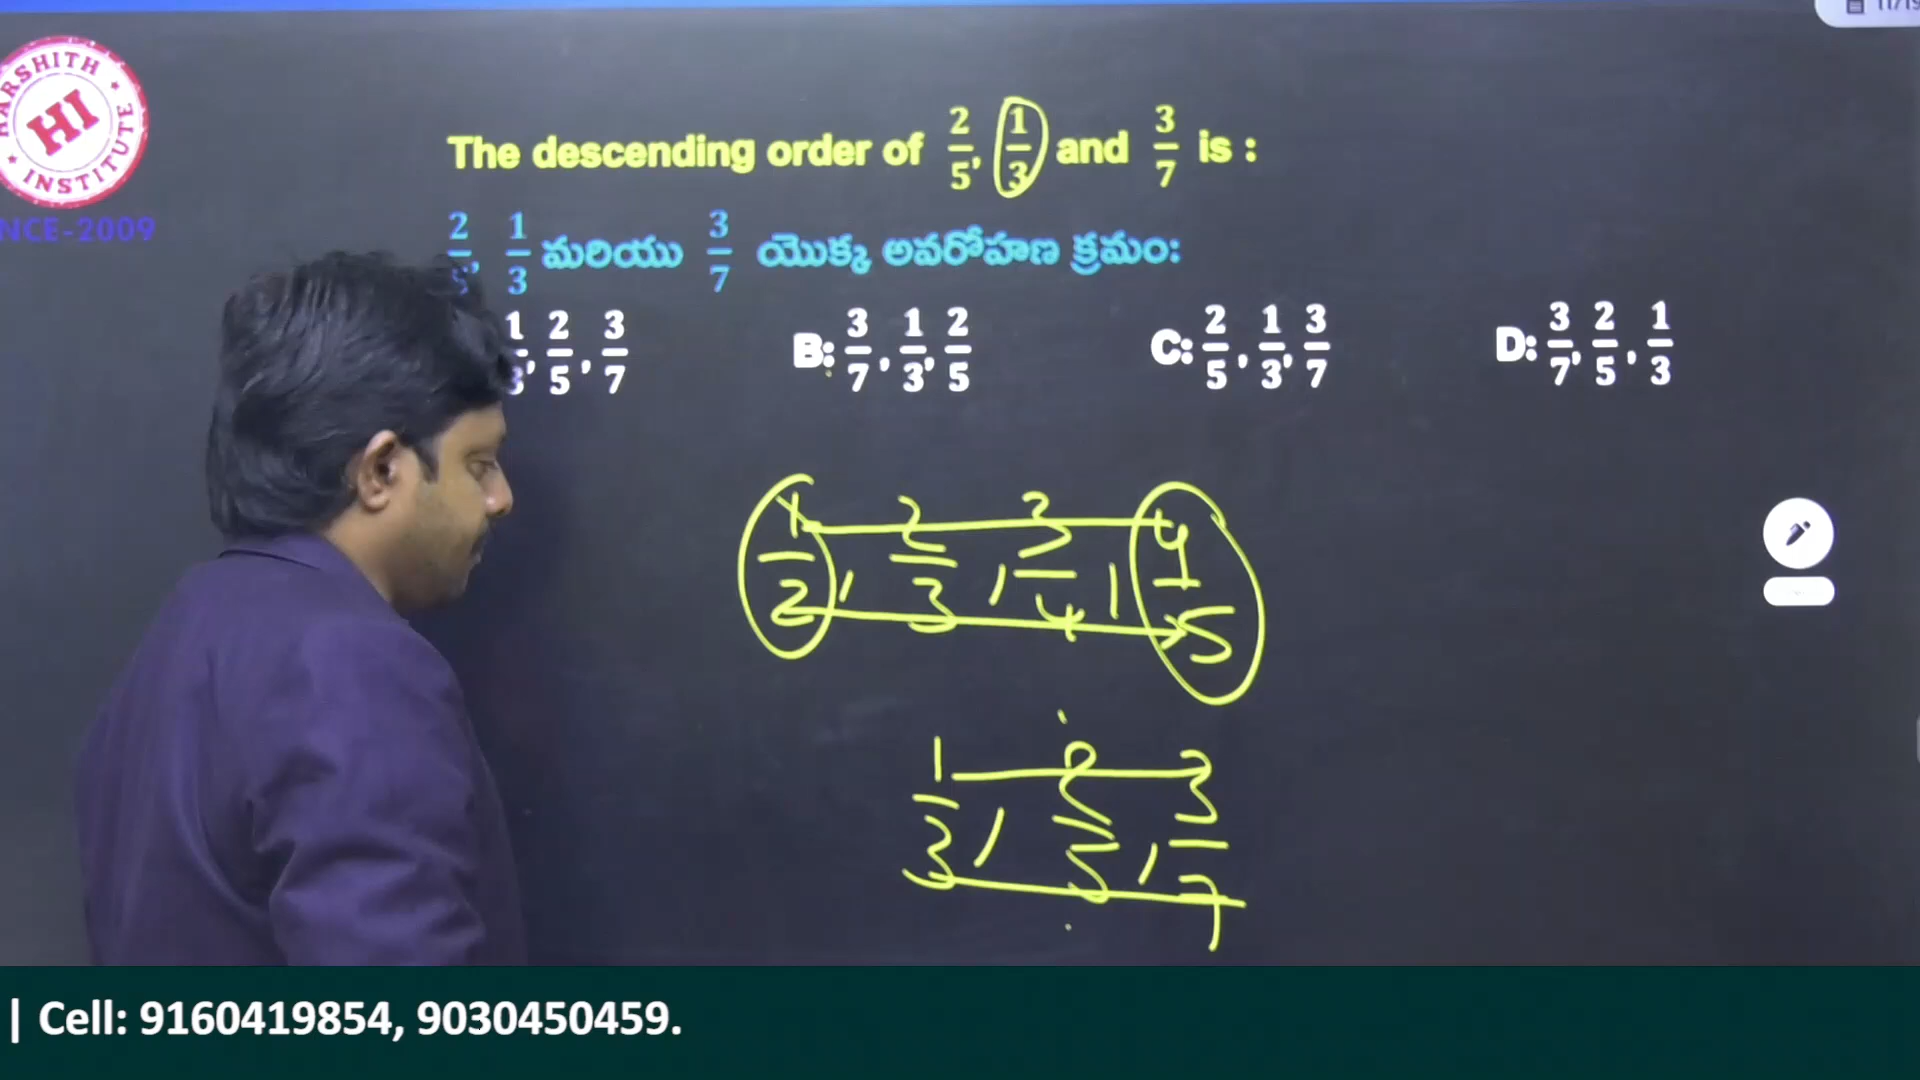 11/19
ARSHITH
HI
INSTITUTE
NCE-2009
The descending order of 2/5, 1/3 and 3/7 is :
2/5, 1/3 మరియు 3/7 యొక్క అవరోహణ క్రమం:
1/3, 2/5, 3/7
B: 3/7, 1/3, 2/5
C: 2/5, 1/3, 3/7
D: 3/7, 2/5, 1/3
1/2, 2/3, 3/4, 4/5
1/3, 2/5, 3/7
| Cell: 9160419854, 9030450459.